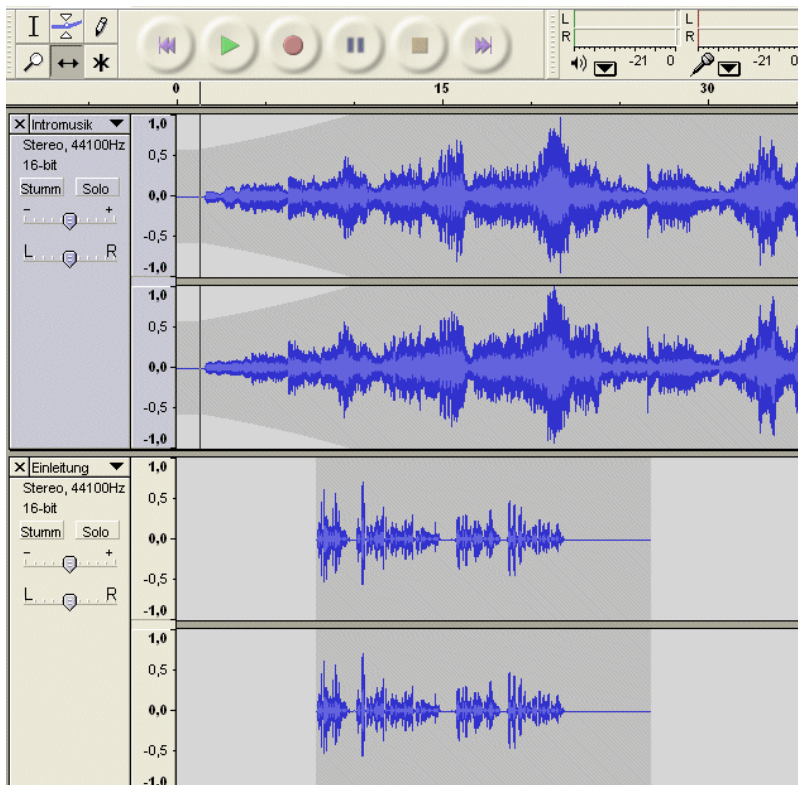 L
R
-21 0
L
R
-21 0
0 15 30
Intromusik
Stereo, 44100Hz
16-bit
Stumm Solo
- +
L R
1,0
0,5
0,0
-0,5
-1,0
1,0
0,5
0,0
-0,5
-1,0
Einleitung
Stereo, 44100Hz
16-bit
Stumm Solo
- +
L R
1,0
0,5
0,0
-0,5
-1,0
1,0
0,5
0,0
-0,5
-1,0